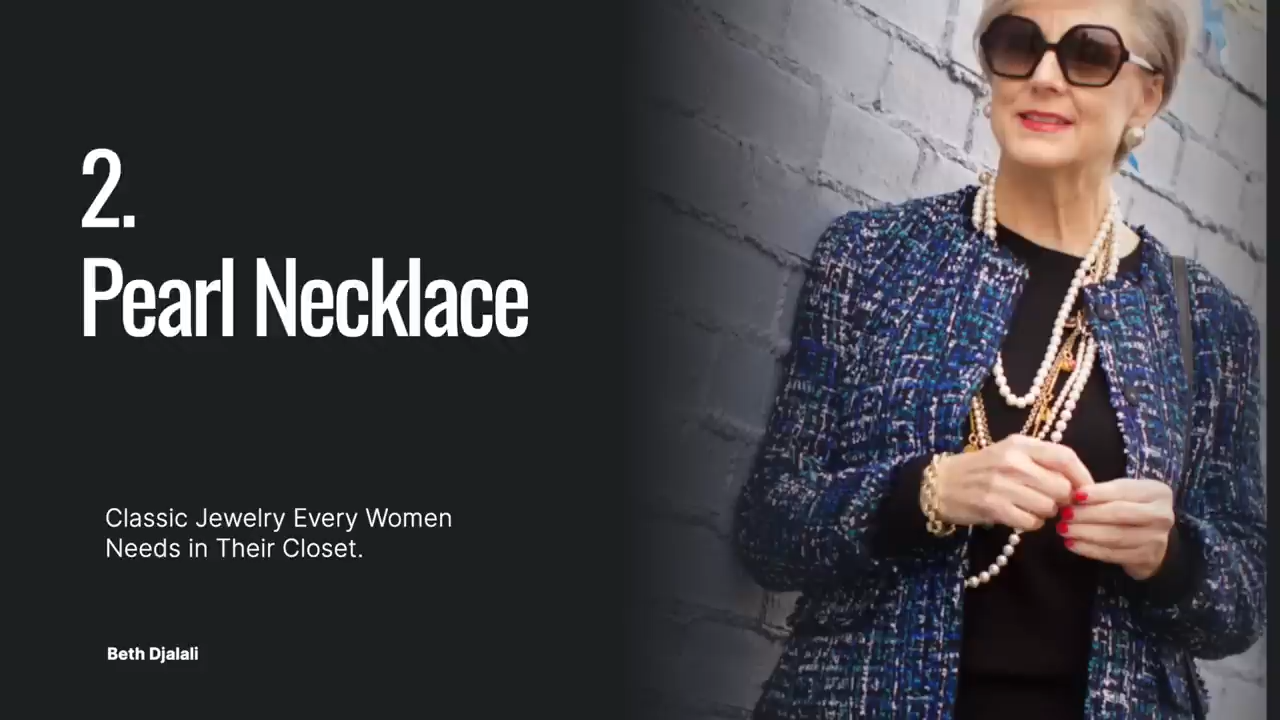 2.
Pearl Necklace
Classic Jewelry Every Women
Needs in Their Closet.
Beth Djalali